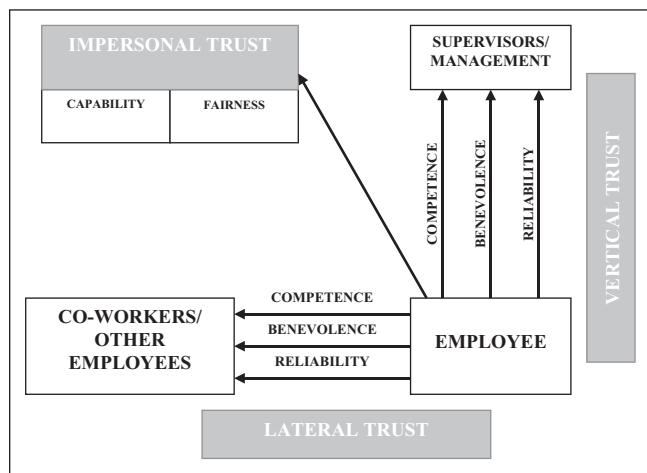 IMPERSONAL TRUST
CAPABILITY
FAIRNESS
SUPERVISORS/
MANAGEMENT
COMPETENCE
BENEVOLENCE
RELIABILITY
VERTICAL TRUST
CO-WORKERS/
OTHER
EMPLOYEES
COMPETENCE
BENEVOLENCE
RELIABILITY
EMPLOYEE
LATERAL TRUST